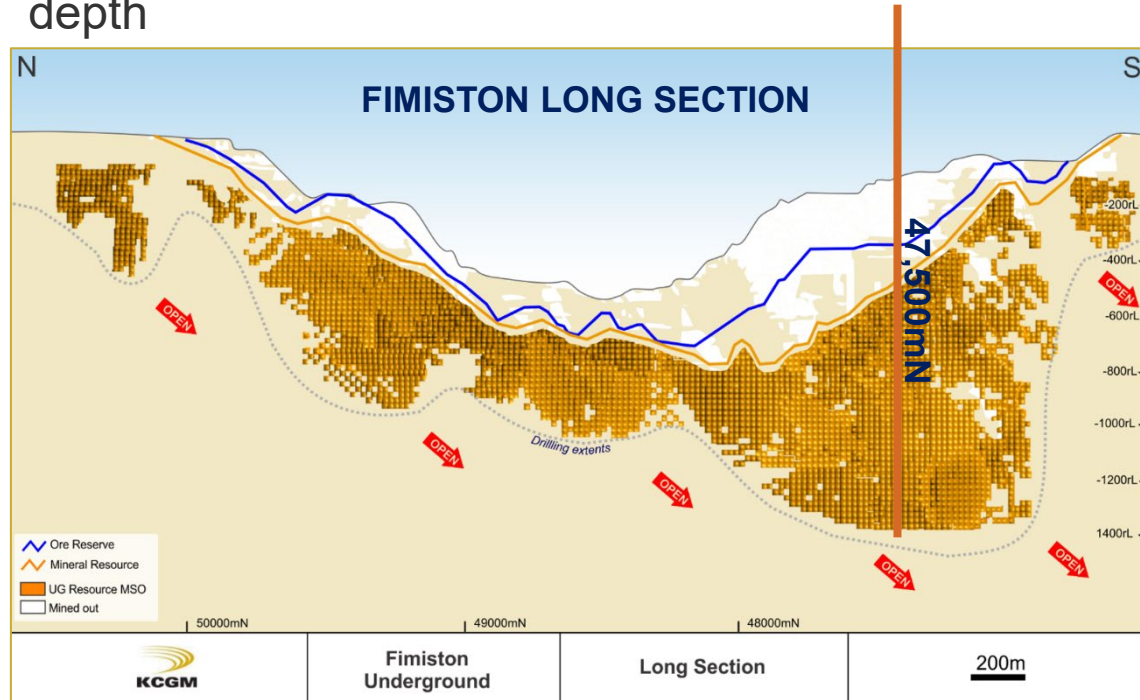 depth
N
S
FIMISTON LONG SECTION
47,500mN
-200rL
-400rL
-600rL
-800rL
-1000rL
-1200rL
1400rL
OPEN
OPEN
OPEN
OPEN
OPEN
OPEN
Drilling extents
Ore Reserve
Mineral Resource
UG Resource MSO
Mined out
50000mN
49000mN
48000mN
KCGM
Fimiston
Underground
Long Section
200m